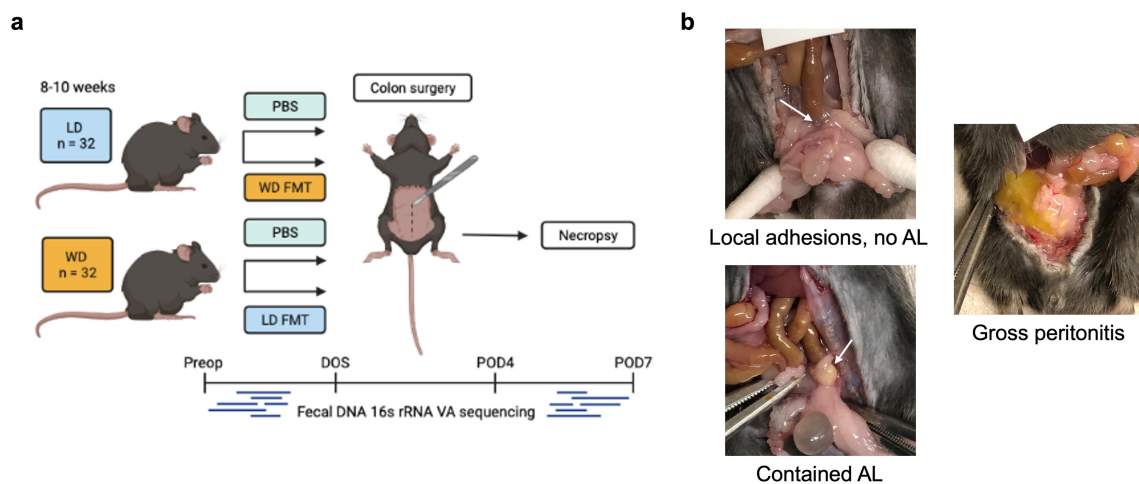 a
8-10 weeks
LD
n = 32
PBS
WD FMT
WD
n = 32
PBS
LD FMT
Colon surgery
Necropsy
Preop
DOS
POD4
POD7
Fecal DNA 16s rRNA VA sequencing
b
Local adhesions, no AL
Contained AL
Gross peritonitis